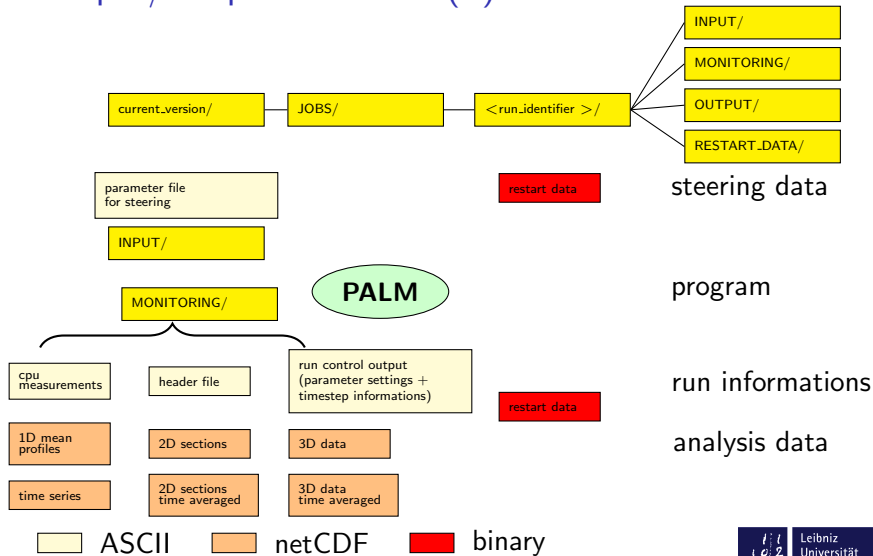 INPUT/
MONITORING/
current_version/ JOBS/ <run_identifier >/ OUTPUT/
RESTART_DATA/
parameter file
for steering
restart data
steering data
INPUT/
MONITORING/
PALM
program
cpu
measurements
header file
run control output
(parameter settings +
timestep informations)
restart data
run informations
1D mean
profiles
2D sections
3D data
analysis data
time series
2D sections
time averaged
3D data
time averaged
ASCII netCDF binary
Leibniz
Universität